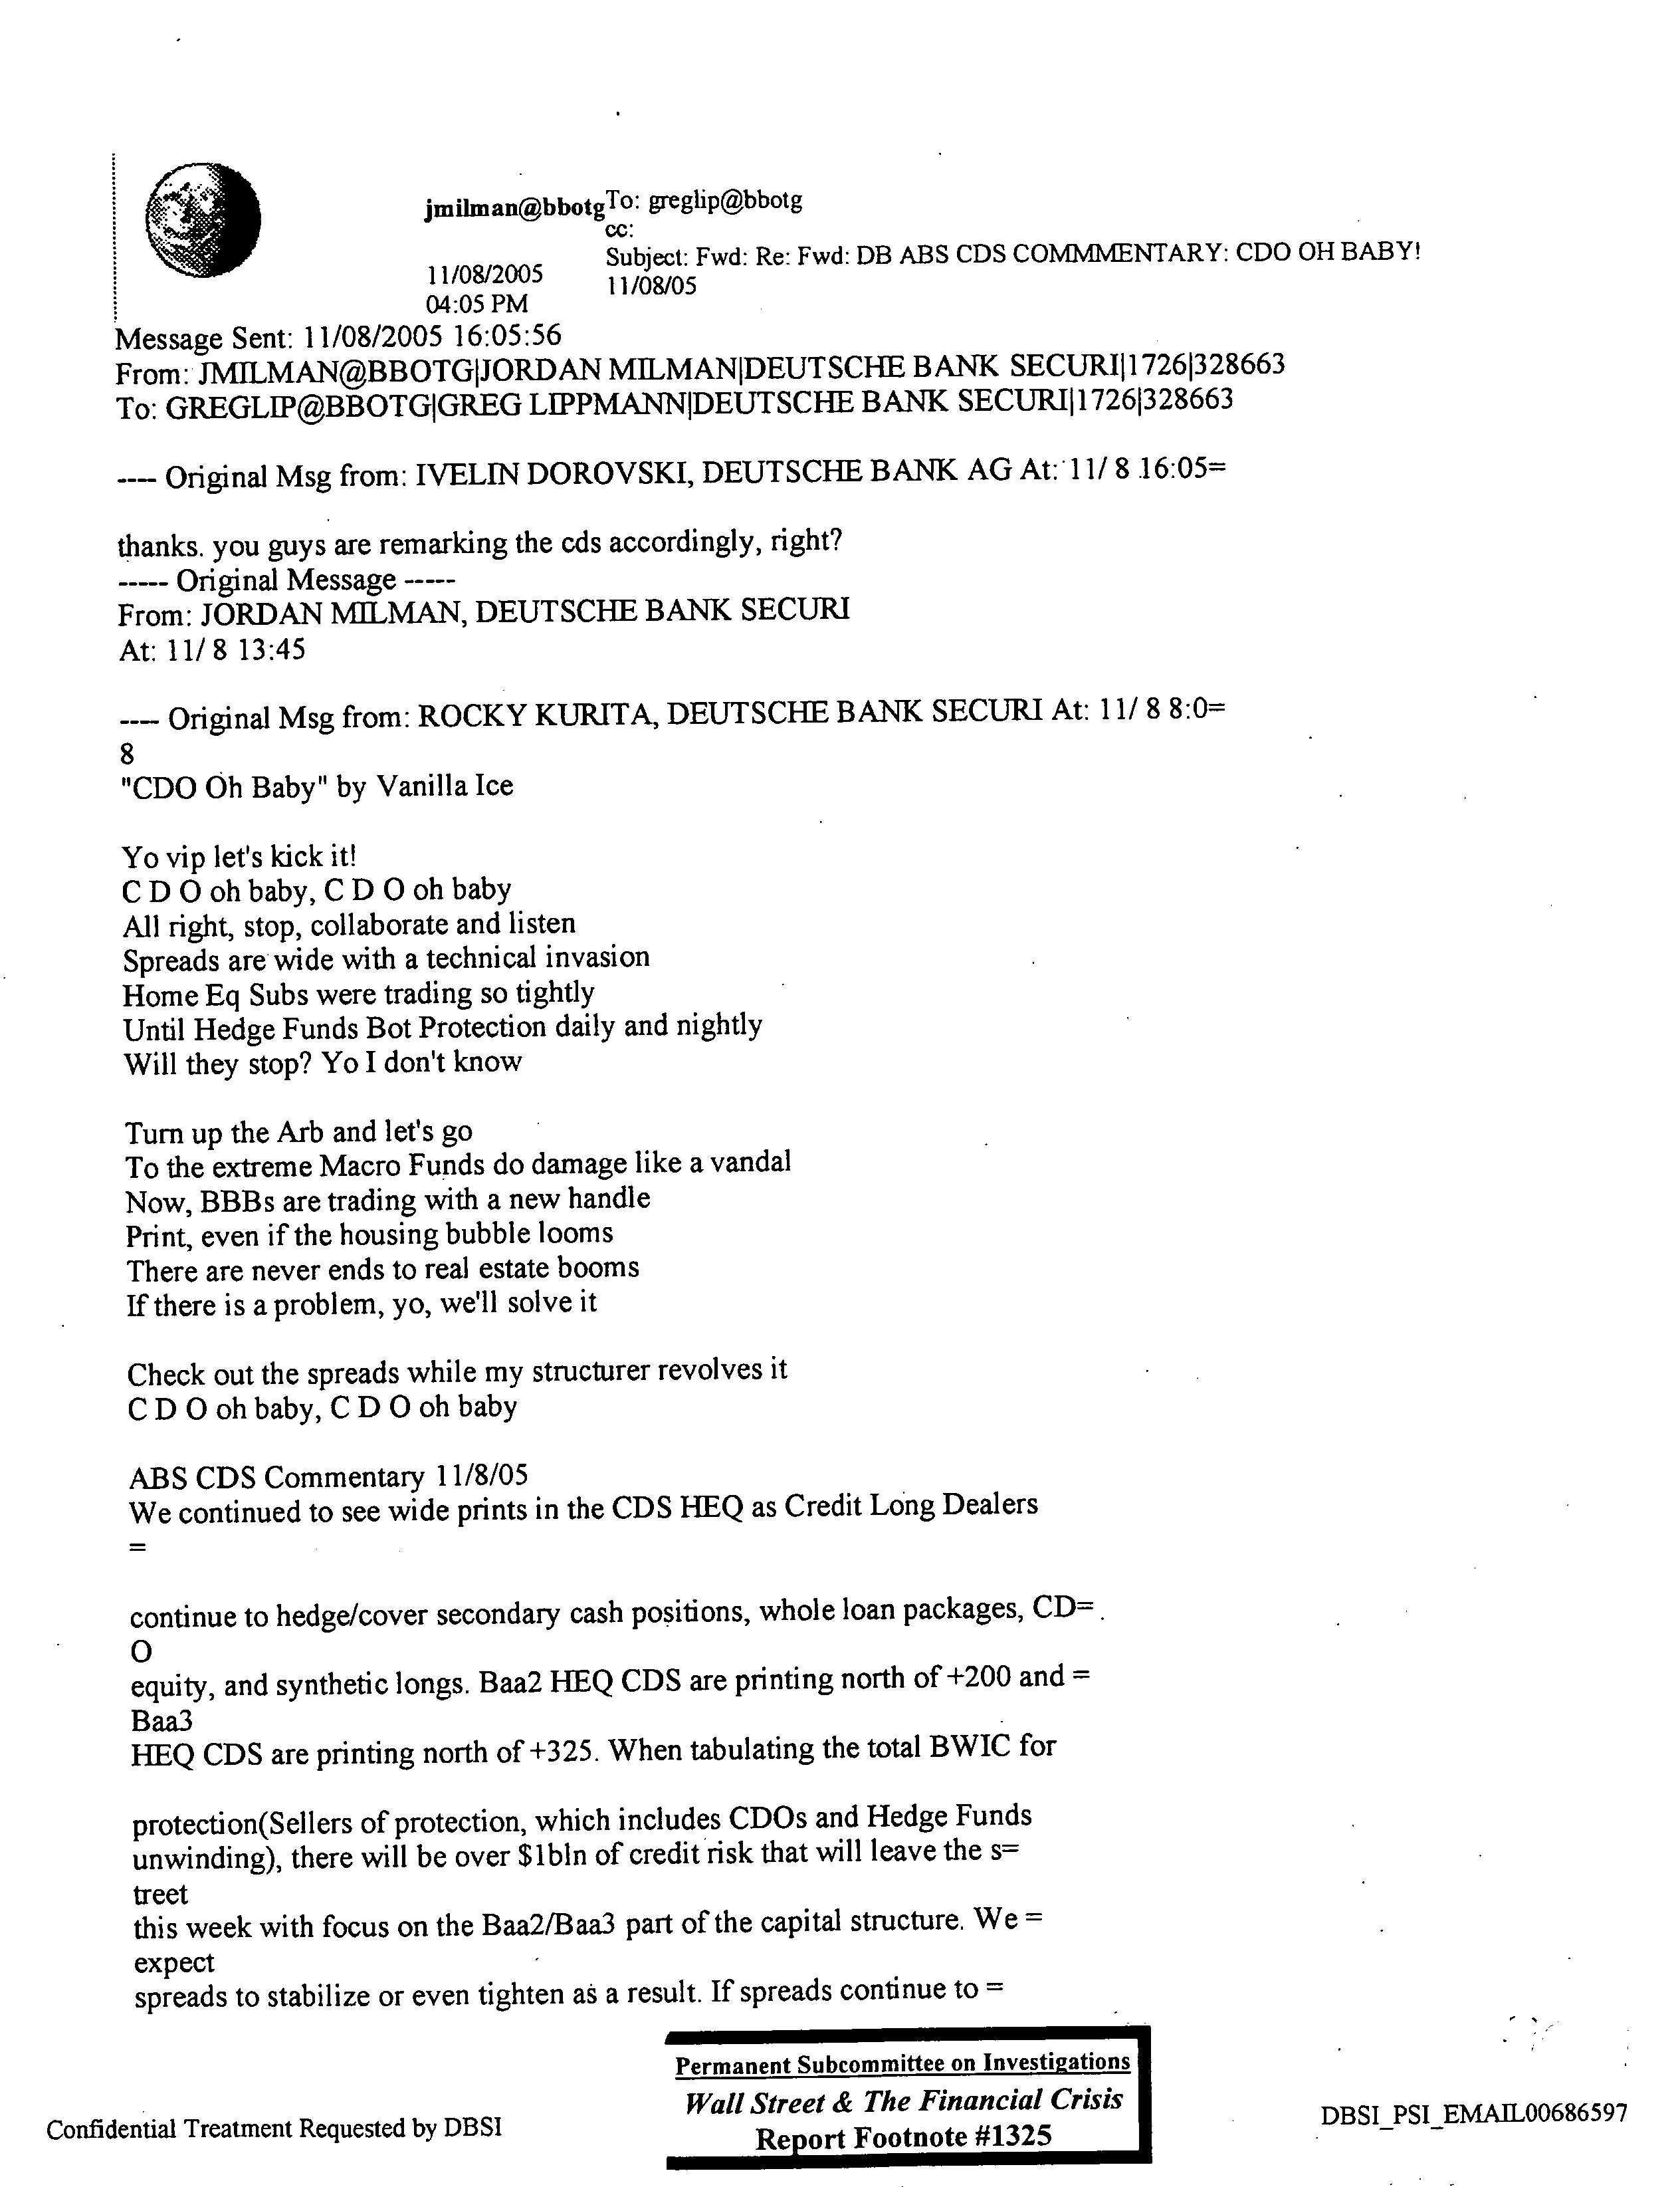 jmilman@bbotg To: greglip@bbotg
cc:
Subject: Fwd: Re: Fwd: DB ABS CDS COMMMENTARY: CDO OH BABY!
11/08/2005 11/08/05
04:05 PM
Message Sent: 11/08/2005 16:05:56
From: JMILMAN@BBOTG|JORDAN MILMAN|DEUTSCHE BANK SECURI|1726|328663
To: GREGLIP@BBOTG|GREG LIPPMANN|DEUTSCHE BANK SECURI|1726|328663
---- Original Msg from: IVELIN DOROVSKI, DEUTSCHE BANK AG At: 11/ 8 16:05=
thanks. you guys are remarking the cds accordingly, right?
----- Original Message -----
From: JORDAN MILMAN, DEUTSCHE BANK SECURI
At: 11/ 8 13:45
---- Original Msg from: ROCKY KURITA, DEUTSCHE BANK SECURI At: 11/ 8 8:0=
8
"CDO Oh Baby" by Vanilla Ice
Yo vip let's kick it!
C D O oh baby, C D O oh baby
All right, stop, collaborate and listen
Spreads are wide with a technical invasion
Home Eq Subs were trading so tightly
Until Hedge Funds Bot Protection daily and nightly
Will they stop? Yo I don't know
Turn up the Arb and let's go
To the extreme Macro Funds do damage like a vandal
Now, BBBs are trading with a new handle
Print, even if the housing bubble looms
There are never ends to real estate booms
If there is a problem, yo, we'll solve it
Check out the spreads while my structurer revolves it
C D O oh baby, C D O oh baby
ABS CDS Commentary 11/8/05
We continued to see wide prints in the CDS HEQ as Credit Long Dealers
=
continue to hedge/cover secondary cash positions, whole loan packages, CD=
O
equity, and synthetic longs. Baa2 HEQ CDS are printing north of +200 and =
Baa3
HEQ CDS are printing north of +325. When tabulating the total BWIC for
protection(Sellers of protection, which includes CDOs and Hedge Funds
unwinding), there will be over $1bln of credit risk that will leave the s=
treet
this week with focus on the Baa2/Baa3 part of the capital structure. We =
expect
spreads to stabilize or even tighten as a result. If spreads continue to =
Permanent Subcommittee on Investigations
Wall Street & The Financial Crisis
Report Footnote #1325
Confidential Treatment Requested by DBSI
DBSI_PSI_EMAIL00686597